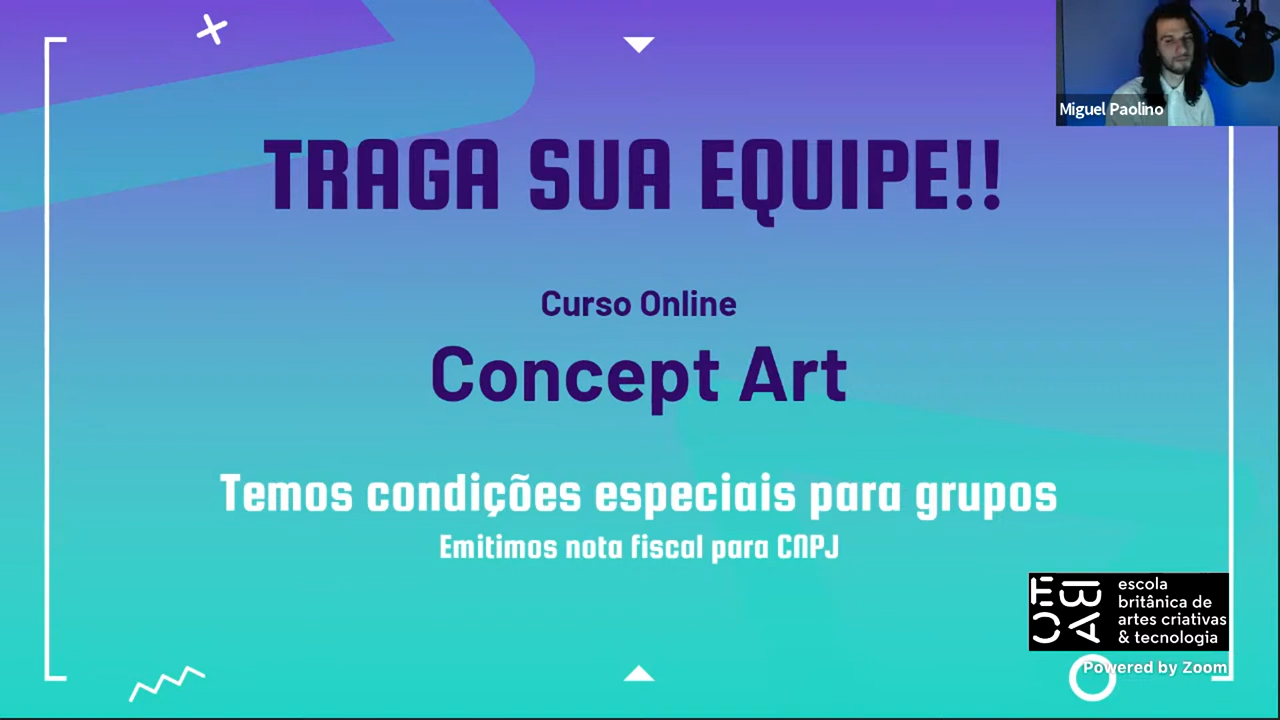 Miguel Paolino
TRAGA SUA EQUIPE!!
Curso Online
Concept Art
Temos condições especiais para grupos
Emitimos nota fiscal para CNPJ
EBAC
escola
britânica de
artes criativas
& tecnologia
Powered by Zoom